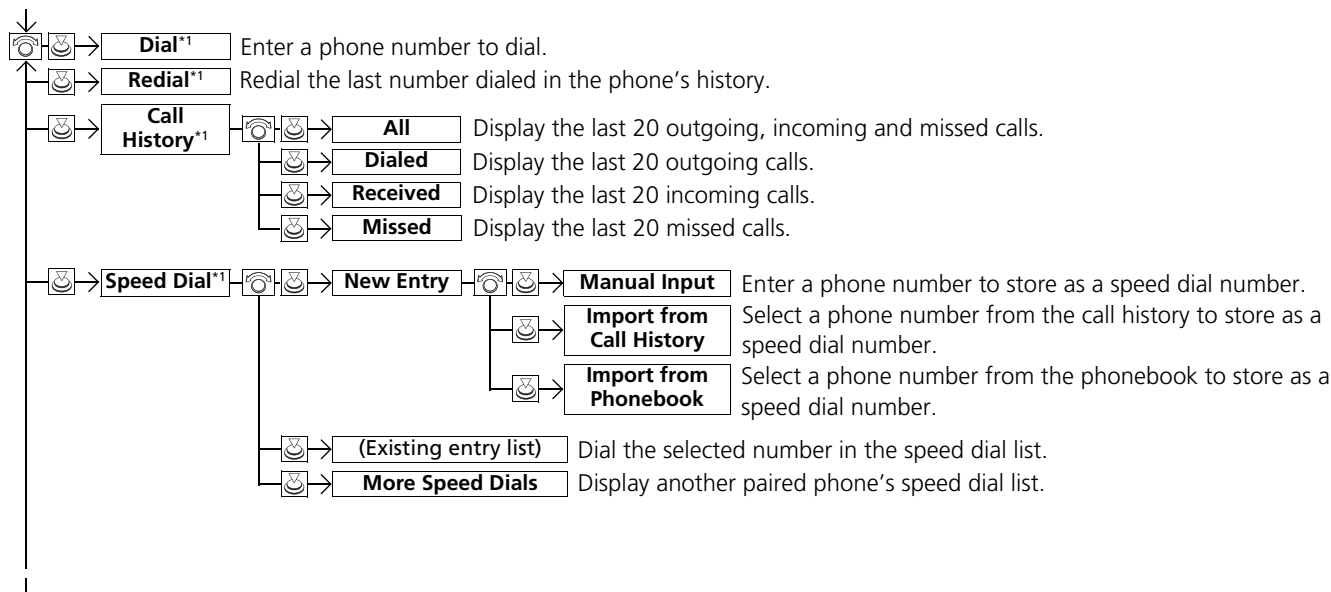 Dial*1 Enter a phone number to dial.
Redial*1 Redial the last number dialed in the phone's history.
Call
History*1
All Display the last 20 outgoing, incoming and missed calls.
Dialed Display the last 20 outgoing calls.
Received Display the last 20 incoming calls.
Missed Display the last 20 missed calls.
Speed Dial*1 New Entry Manual Input Enter a phone number to store as a speed dial number.
Import from
Call History
Select a phone number from the call history to store as a
speed dial number.
Import from
Phonebook
Select a phone number from the phonebook to store as a
speed dial number.
(Existing entry list) Dial the selected number in the speed dial list.
More Speed Dials Display another paired phone's speed dial list.